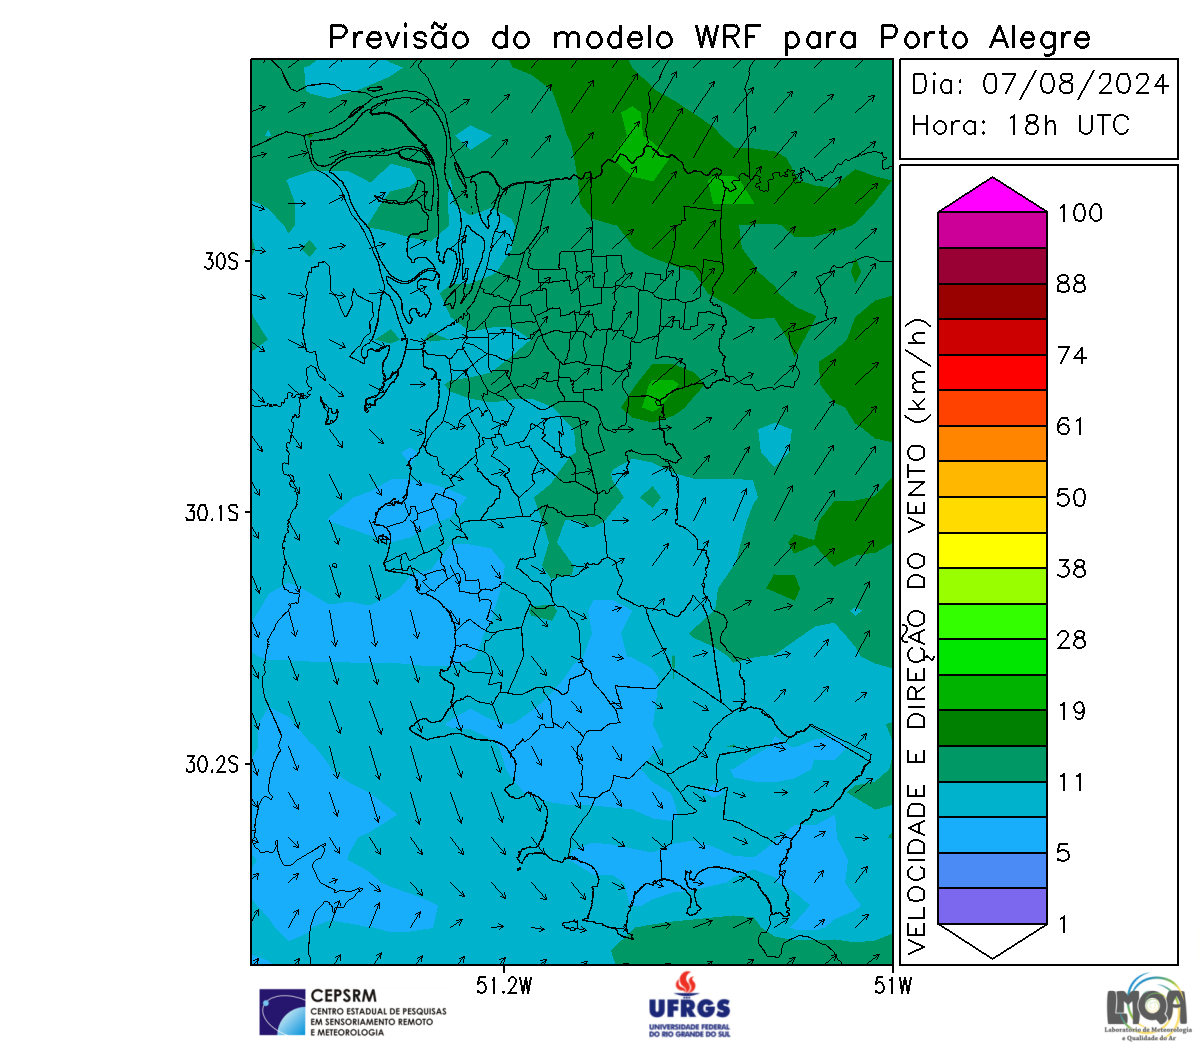 Previsão do modelo WRF para Porto Alegre
Dia: 07/08/2024
Hora: 18h UTC
30S
30.1S
30.2S
51.2W
51W
VELOCIDADE E DIREÇÃO DO VENTO (km/h)
100
88
74
61
50
38
28
19
11
5
1
CEPSRM
CENTRO ESTADUAL DE PESQUISAS
EM SENSORIAMENTO REMOTO
E METEOROLOGIA
UFRGS
UNIVERSIDADE FEDERAL
DO RIO GRANDE DO SUL
LMQA
Laboratório de Meteorologia
e Qualidade do Ar